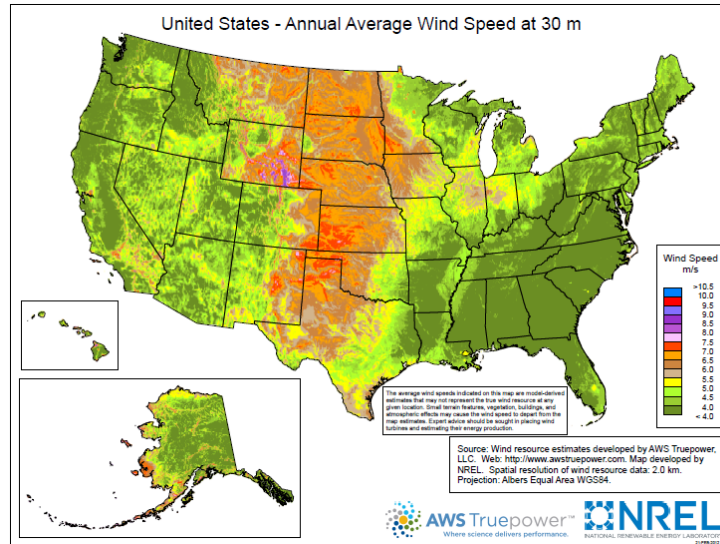 United States - Annual Average Wind Speed at 30 m
Wind Speed
m/s
>10.5
10.5
10.0
9.5
9.0
8.5
8.0
7.5
7.0
6.5
6.0
5.5
5.0
4.5
4.0
< 4.0
The average wind speeds indicated on this map are model-derived
estimates that may not represent the true wind resource at any
given location. Small terrain features, vegetation, buildings, and
atmospheric effects may cause the wind speed to depart from the
map estimates. Expert advice should be sought in placing wind
turbines and estimating their energy production.
Source: Wind resource estimates developed by AWS Truepower,
LLC. Web: http://www.awstruepower.com. Map developed by
NREL. Spatial resolution of wind resource data: 2.0 km.
Projection: Albers Equal Area WGS84.
AWS Truepower™
Where science delivers performance.
NREL
NATIONAL RENEWABLE ENERGY LABORATORY